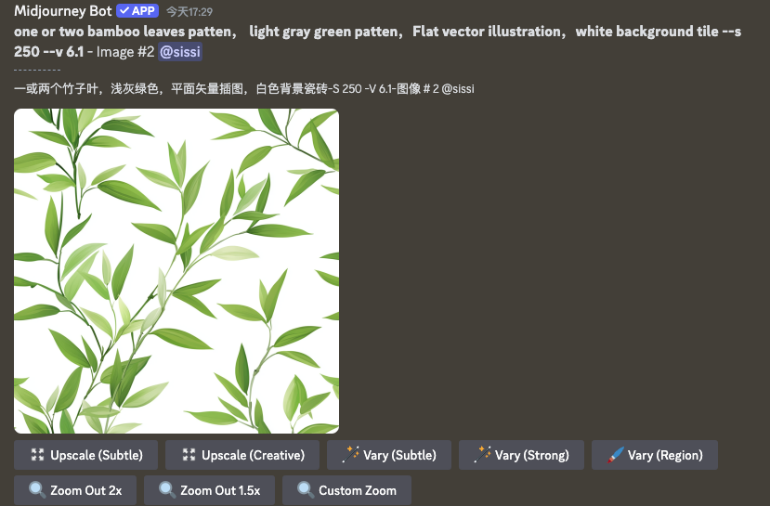 Midjourney Bot ✓ APP 今天17:29
one or two bamboo leaves patten， light gray green patten，Flat vector illustration，white background tile --s
250 --v 6.1 - Image #2 @sissi
----------
一或两个竹子叶，浅灰绿色，平面矢量插图，白色背景瓷砖-S 250 -V 6.1-图像 # 2 @sissi
Upscale (Subtle) Upscale (Creative) Vary (Subtle) Vary (Strong) Vary (Region)
Zoom Out 2x Zoom Out 1.5x Custom Zoom